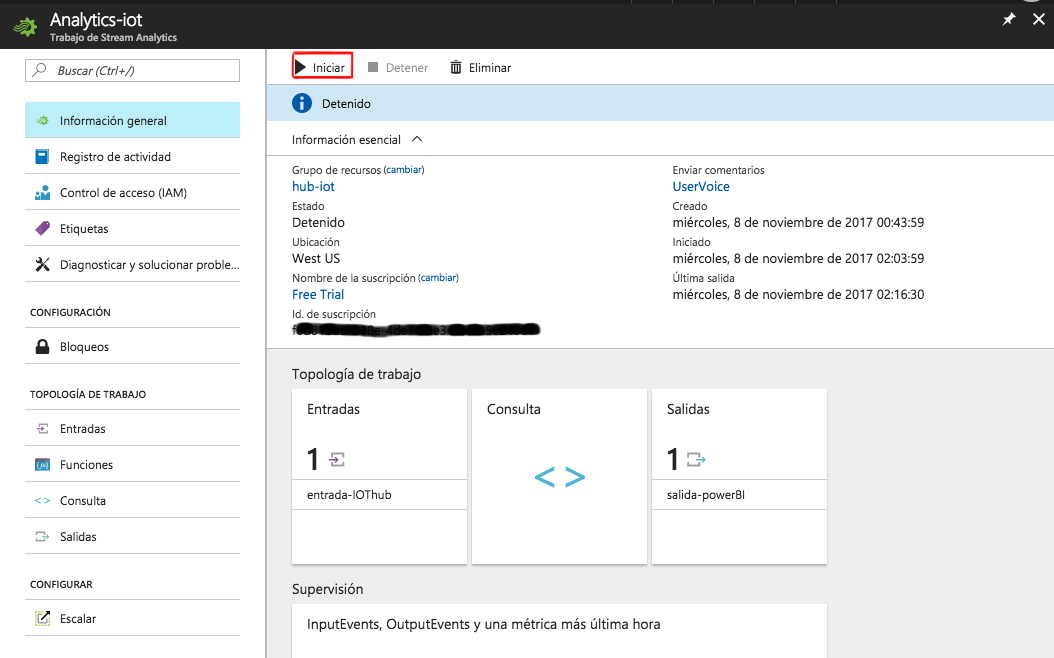 Analytics-iot
Trabajo de Stream Analytics
Buscar (Ctrl+/)
Información general
Registro de actividad
Control de acceso (IAM)
Etiquetas
Diagnosticar y solucionar proble...
CONFIGURACIÓN
Bloqueos
TOPOLOGÍA DE TRABAJO
Entradas
Funciones
Consulta
Salidas
CONFIGURAR
Escalar
Iniciar
Detener
Eliminar
Detenido
Información esencial
Grupo de recursos (cambiar)
hub-iot
Estado
Detenido
Ubicación
West US
Nombre de la suscripción (cambiar)
Free Trial
Id. de suscripción
Enviar comentarios
UserVoice
Creado
miércoles, 8 de noviembre de 2017 00:43:59
Iniciado
miércoles, 8 de noviembre de 2017 02:03:59
Última salida
miércoles, 8 de noviembre de 2017 02:16:30
Topología de trabajo
Entradas
1
entrada-IOThub
Consulta
< >
Salidas
1
salida-powerBI
Supervisión
InputEvents, OutputEvents y una métrica más última hora